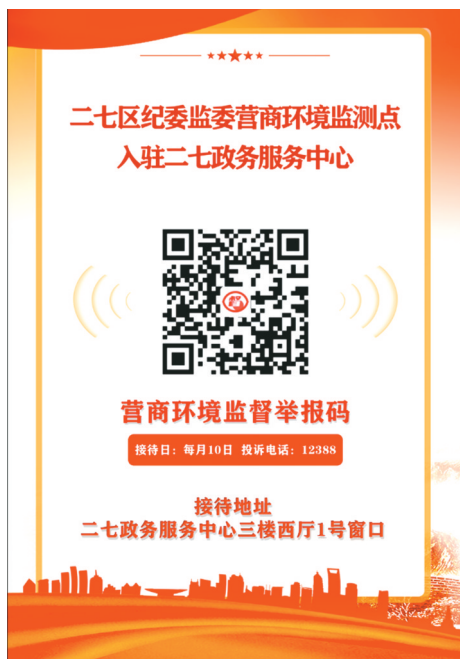 二七区纪委监委营商环境监测点
入驻二七政务服务中心
营商环境监督举报码
接待日：每月10日 投诉电话：12388
接待地址
二七政务服务中心三楼西厅1号窗口